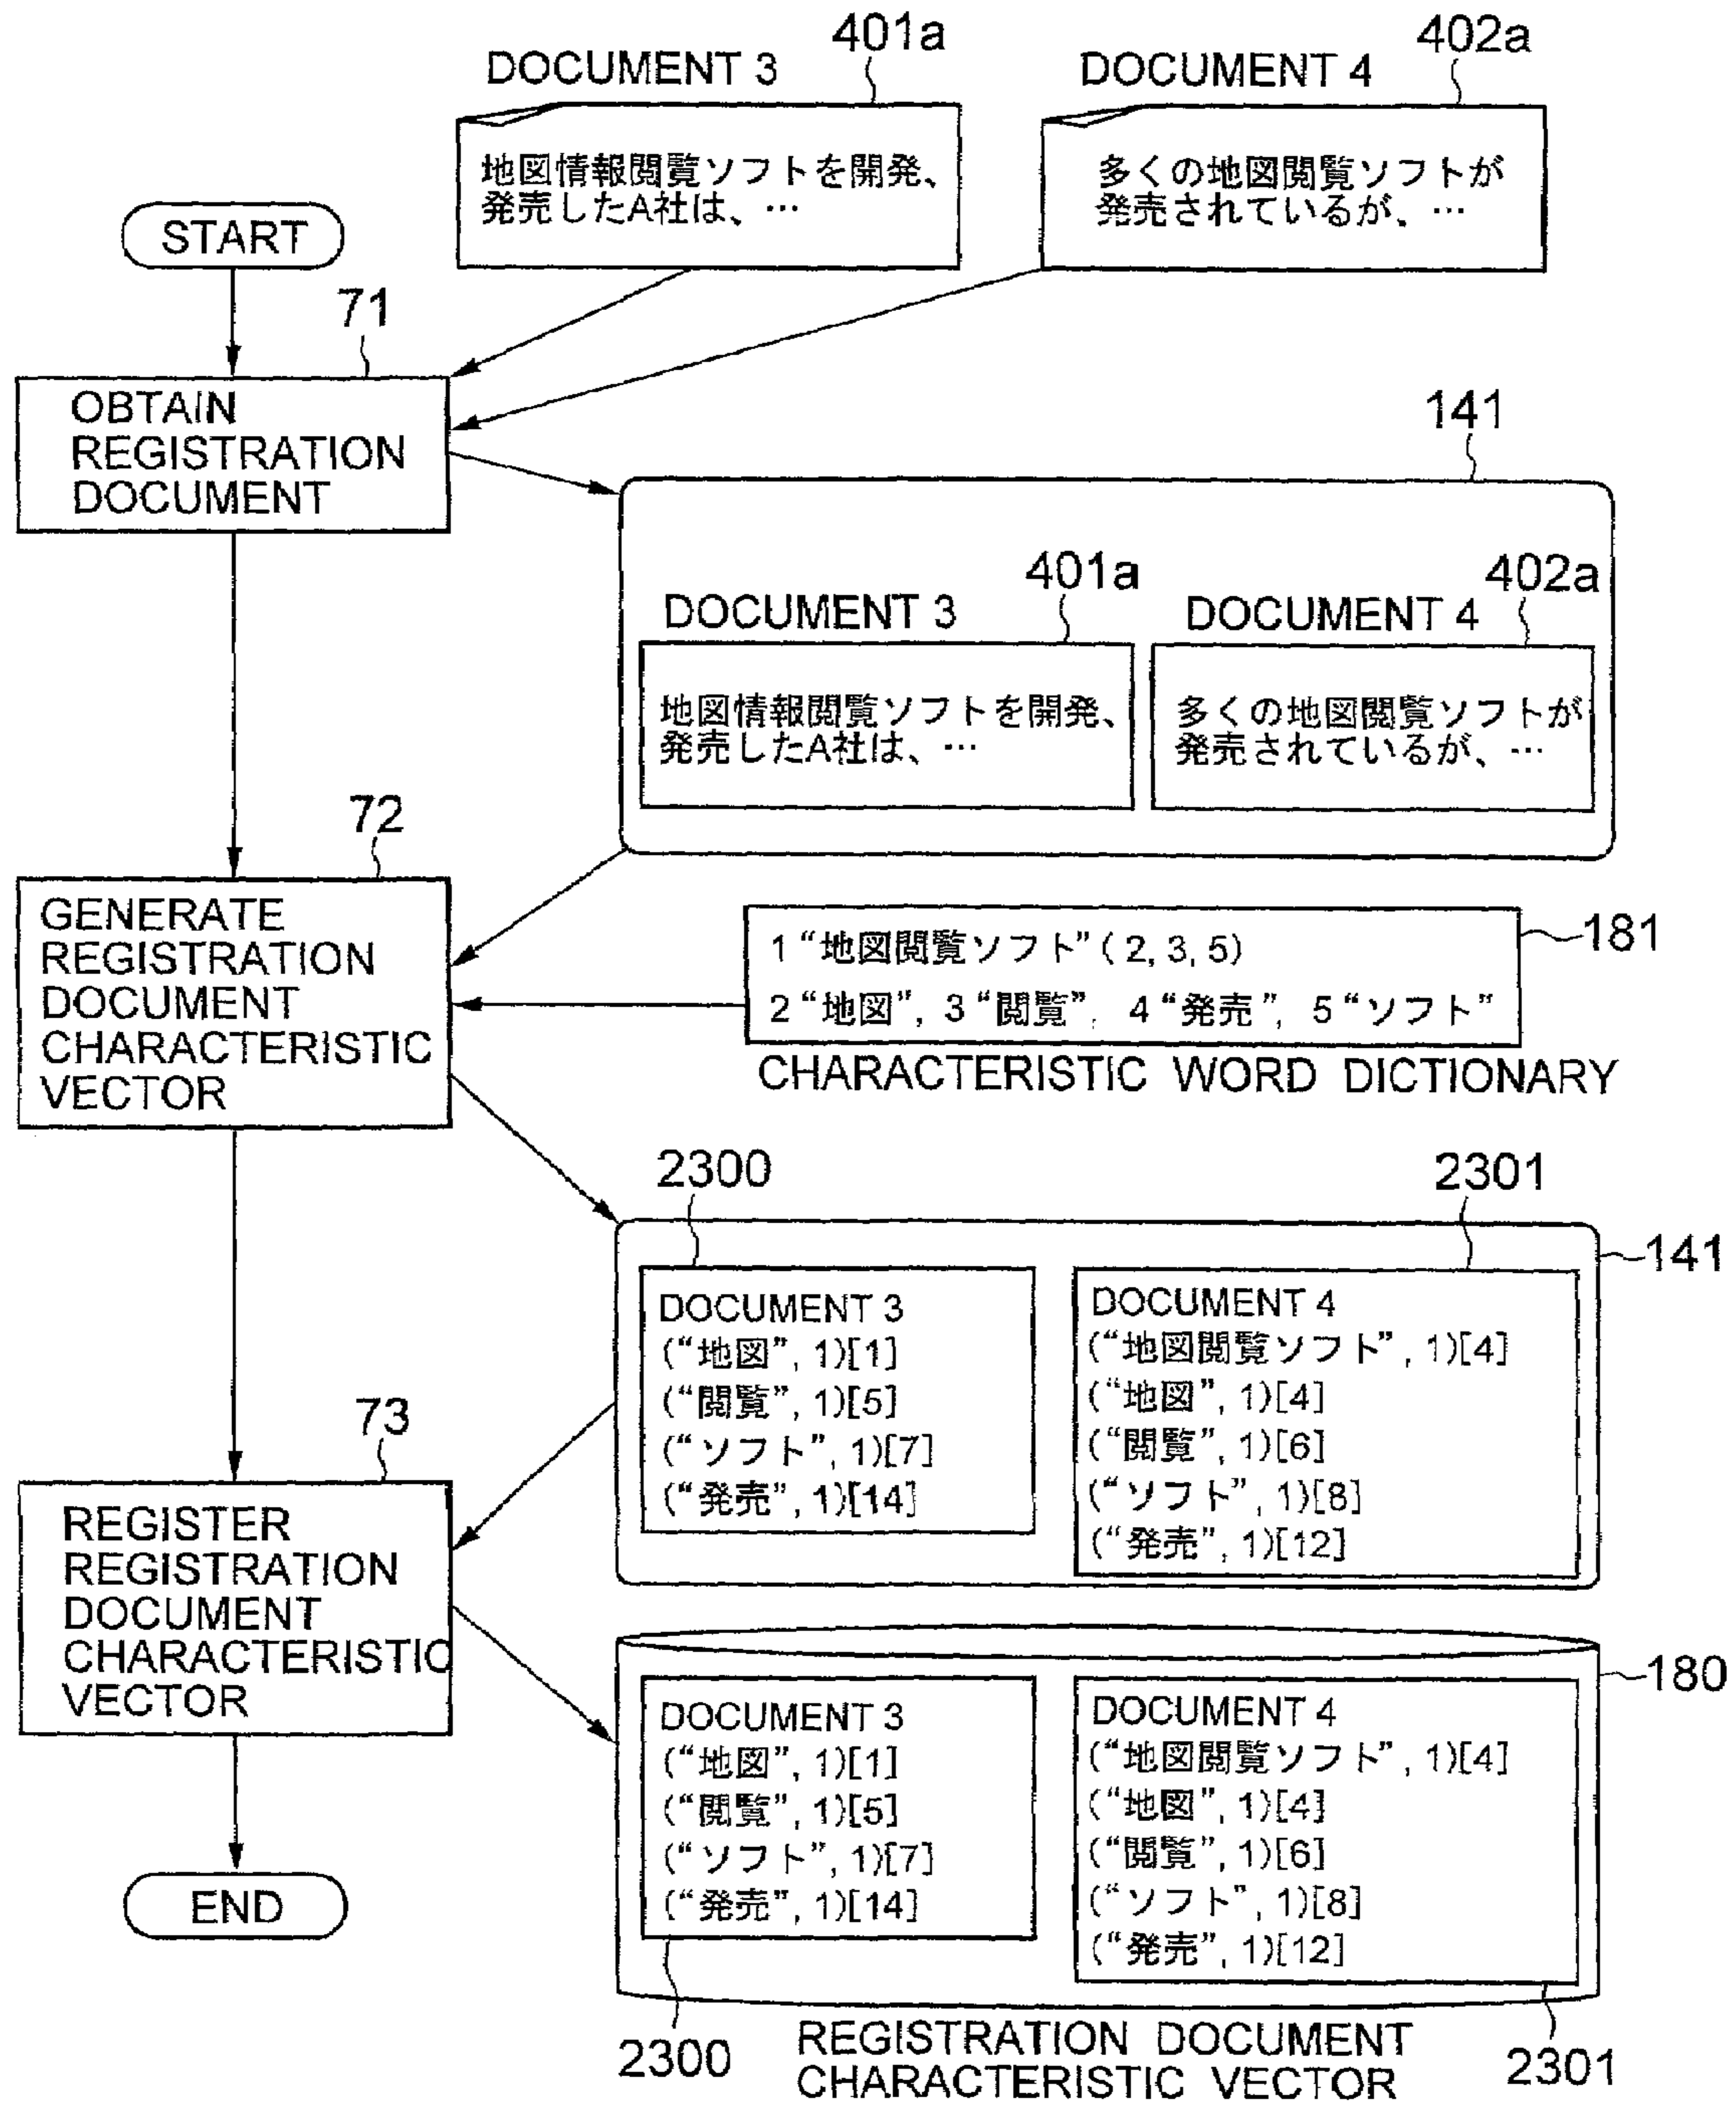 401a
402a
DOCUMENT 3
DOCUMENT 4
地図情報閲覧ソフトを開発、
発売したA社は、…
多くの地図閲覧ソフトが
発売されているが、…
START
71
OBTAIN
REGISTRATION
DOCUMENT
141
401a
402a
DOCUMENT 3
DOCUMENT 4
地図情報閲覧ソフトを開発、
発売したA社は、…
多くの地図閲覧ソフトが
発売されているが、…
72
GENERATE
REGISTRATION
DOCUMENT
CHARACTERISTIC
VECTOR
181
1 “地図閲覧ソフト” ( 2, 3, 5)
2 “地図”, 3 “閲覧”, 4 “発売”, 5 “ソフト”
CHARACTERISTIC WORD DICTIONARY
2300
2301
141
DOCUMENT 3
(“地図”, 1)[1]
(“閲覧”, 1)[5]
(“ソフト”, 1)[7]
(“発売”, 1)[14]
DOCUMENT 4
(“地図閲覧ソフト”, 1)[4]
(“地図”, 1)[4]
(“閲覧”, 1)[6]
(“ソフト”, 1)[8]
(“発売”, 1)[12]
73
REGISTER
REGISTRATION
DOCUMENT
CHARACTERISTIC
VECTOR
180
DOCUMENT 3
(“地図”, 1)[1]
(“閲覧”, 1)[5]
(“ソフト”, 1)[7]
(“発売”, 1)[14]
DOCUMENT 4
(“地図閲覧ソフト”, 1)[4]
(“地図”, 1)[4]
(“閲覧”, 1)[6]
(“ソフト”, 1)[8]
(“発売”, 1)[12]
END
2300
2301
REGISTRATION DOCUMENT
CHARACTERISTIC VECTOR